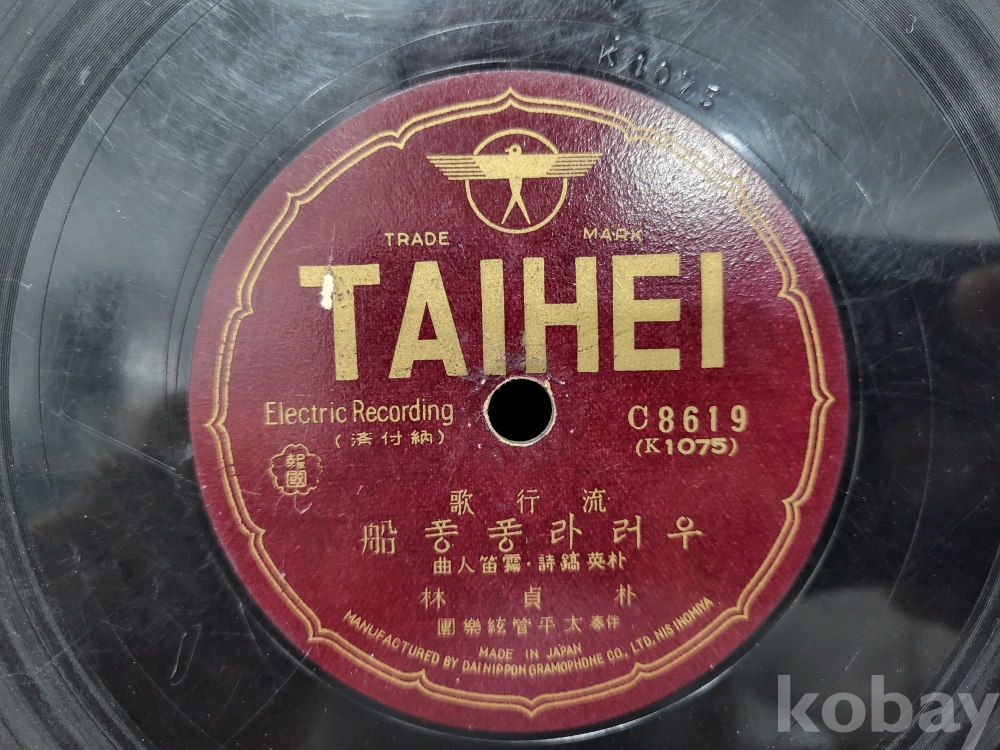 K1075
TRADE MARK
TAIHEI
Electric Recording
(納付済)
C8619
(K1075)
報國
流行歌
우러라퐁퐁船
朴英鎬詩・霧笛人曲
朴貞林
伴奏太平管絃樂團
MADE IN JAPAN
MANUFACTURED BY DAI NIPPON GRAMOPHONE CO., LTD.
kobay